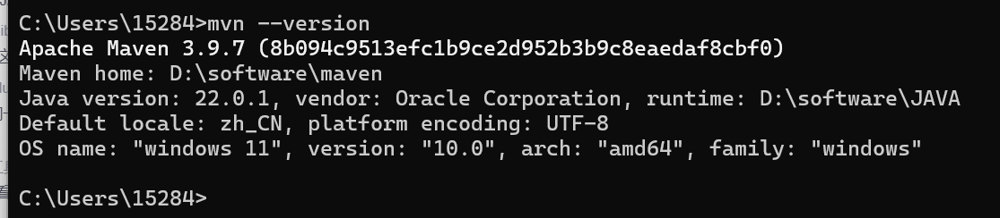 C:\Users\15284>mvn --version
Apache Maven 3.9.7 (8b094c9513efc1b9ce2d952b3b9c8eaedaf8cbf0)
Maven home: D:\software\maven
Java version: 22.0.1, vendor: Oracle Corporation, runtime: D:\software\JAVA
Default locale: zh_CN, platform encoding: UTF-8
OS name: "windows 11", version: "10.0", arch: "amd64", family: "windows"
C:\Users\15284>